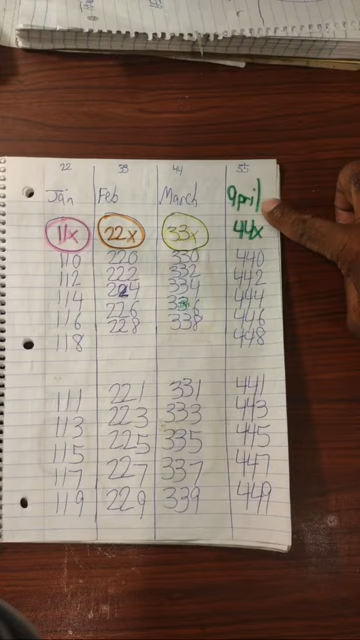 22 33 44 55
Jan Feb March April
11x 22x 33x 44x
110 220 330 440
112 222 332 442
114 224 334 444
116 226 336 446
118 228 338 448
111 221 331 441
113 223 333 443
115 225 335 445
117 227 337 447
119 229 339 449